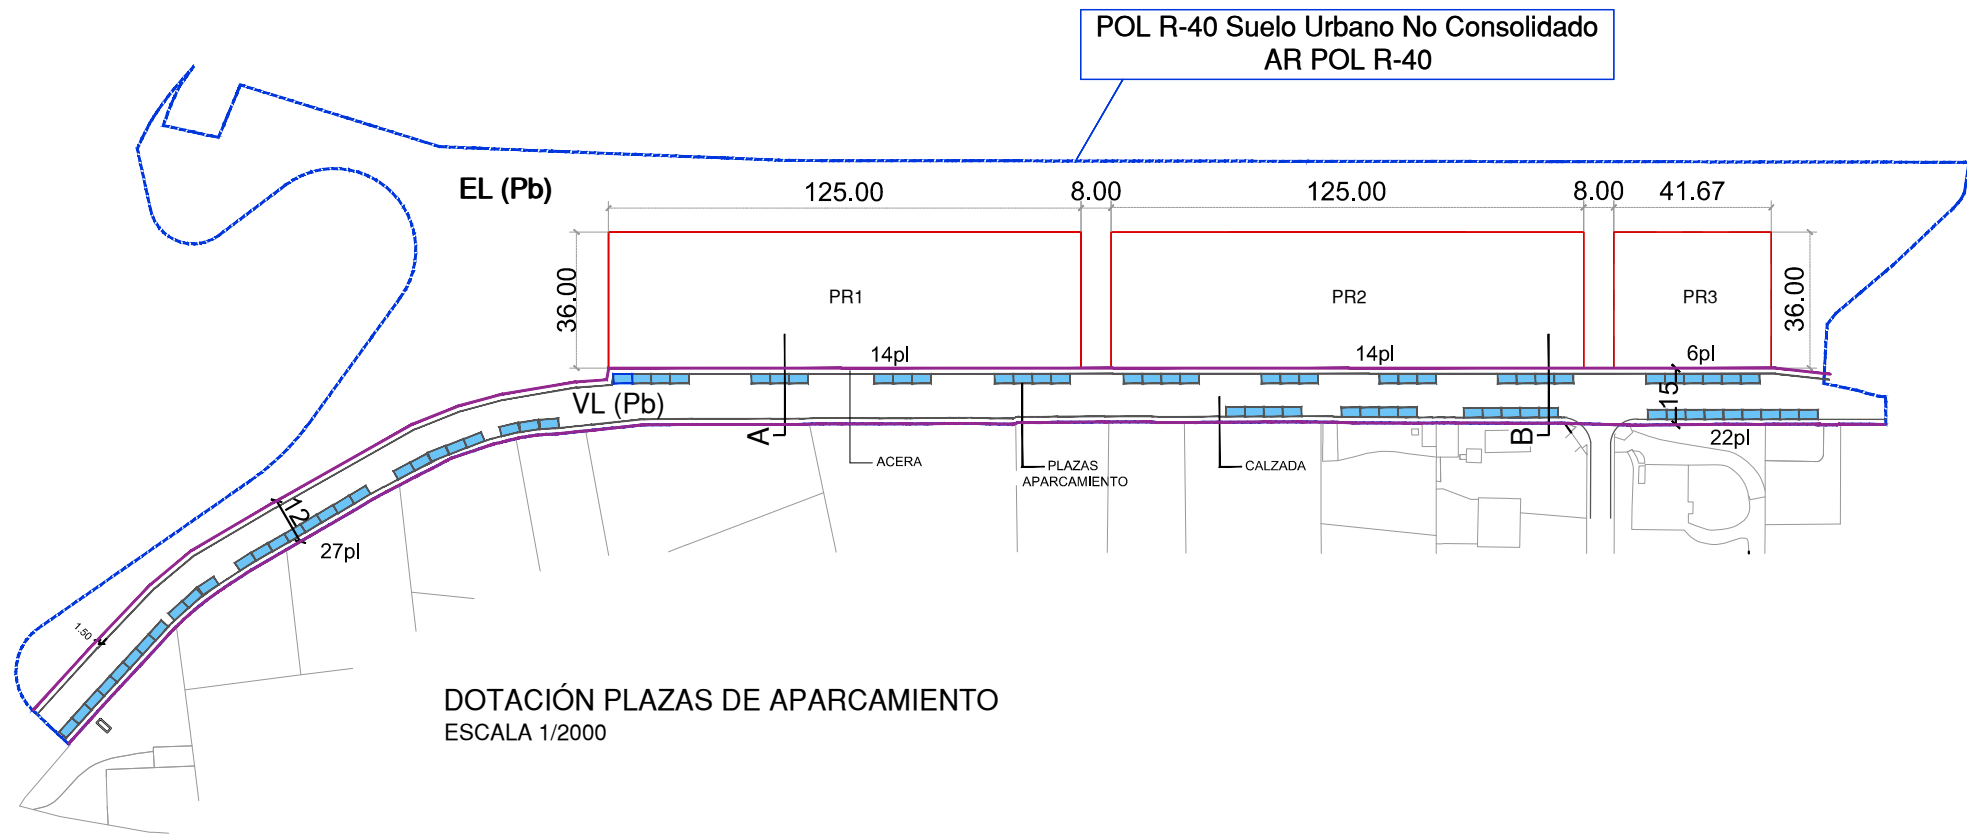 POL R-40 Suelo Urbano No Consolidado
AR POL R-40
EL (Pb)
125.00
8.00
125.00
8.00
41.67
36.00
36.00
PR1
PR2
PR3
14pl
14pl
6pl
VL (Pb)
A
B
15
ACERA
PLAZAS
APARCAMIENTO
CALZADA
22pl
12
27pl
1.50
DOTACIÓN PLAZAS DE APARCAMIENTO
ESCALA 1/2000